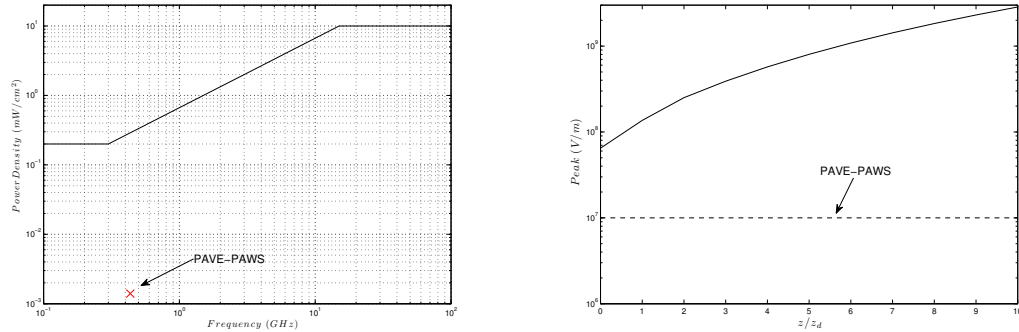 10^1
10^0
10^-1
10^-2
10^-3
PowerDensity (mW/cm^2)
PAVE-PAWS
10^-1
10^0
10^1
10^2
Frequency (GHz)
10^9
10^8
10^7
10^6
Peak (V/m)
PAVE-PAWS
0 1 2 3 4 5 6 7 8 9 10
z/z_d